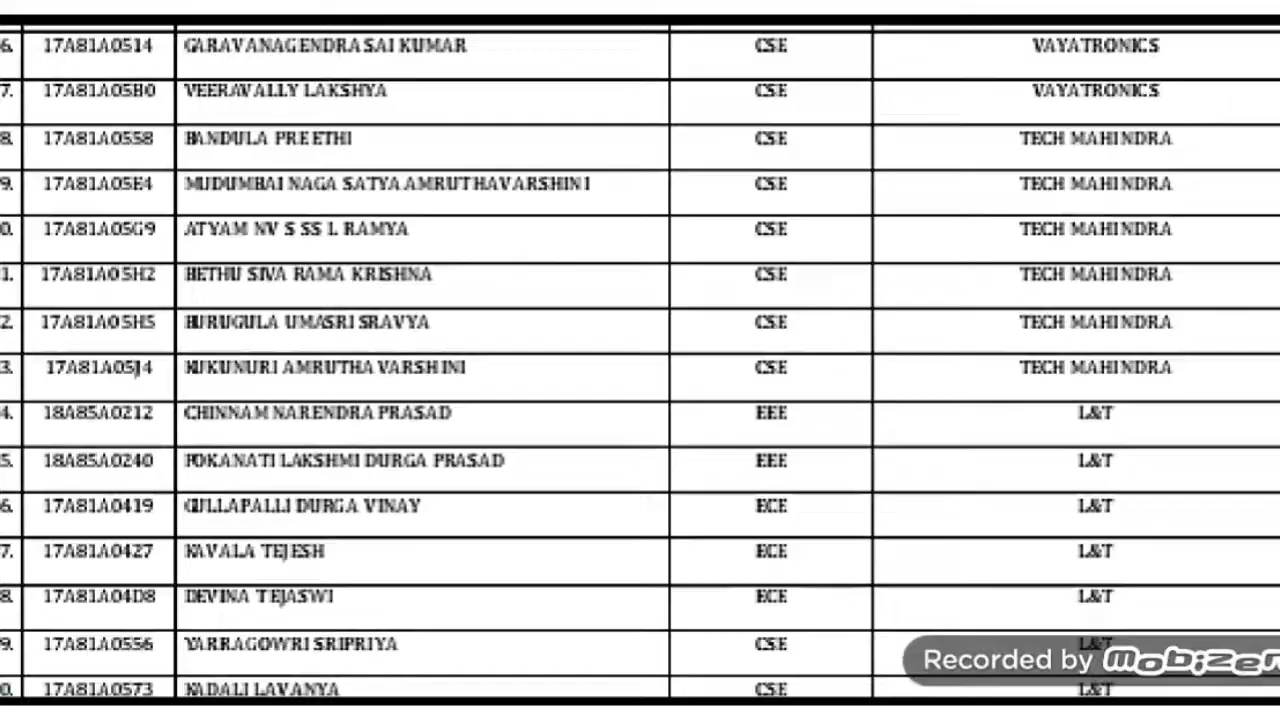 6. 17A81A0514 GARAVANAGENDRA SAI KUMAR CSE VAYATRONICS
7. 17A81A05B0 VEERAVALLY LAKSHYA CSE VAYATRONICS
8. 17A81A0558 BANDULA PREETHI CSE TECH MAHINDRA
9. 17A81A05E4 MUDUMBAI NAGA SATYA AMRUTHAVARSHINI CSE TECH MAHINDRA
0. 17A81A05G9 ATYAM NV S SS L RAMYA CSE TECH MAHINDRA
1. 17A81A05H2 BETHU SIVA RAMA KRISHNA CSE TECH MAHINDRA
2. 17A81A05H5 BURUGULA UMASRI SRAVYA CSE TECH MAHINDRA
3. 17A81A05J4 KUKUNURI AMRUTHA VARSHINI CSE TECH MAHINDRA
4. 18A85A0212 CHINNAM NARENDRA PRASAD EEE L&T
5. 18A85A0240 POKANATI LAKSHMI DURGA PRASAD EEE L&T
6. 17A81A0419 GULLAPALLI DURGA VINAY ECE L&T
7. 17A81A0427 KAVALA TEJESH ECE L&T
8. 17A81A04D8 DEVINA TEJASWI ECE L&T
9. 17A81A0556 YARRAGOWRI SRIPRIYA CSE L&T
Recorded by mobizen
0. 17A81A0573 KADALI LAVANYA CSE L&T